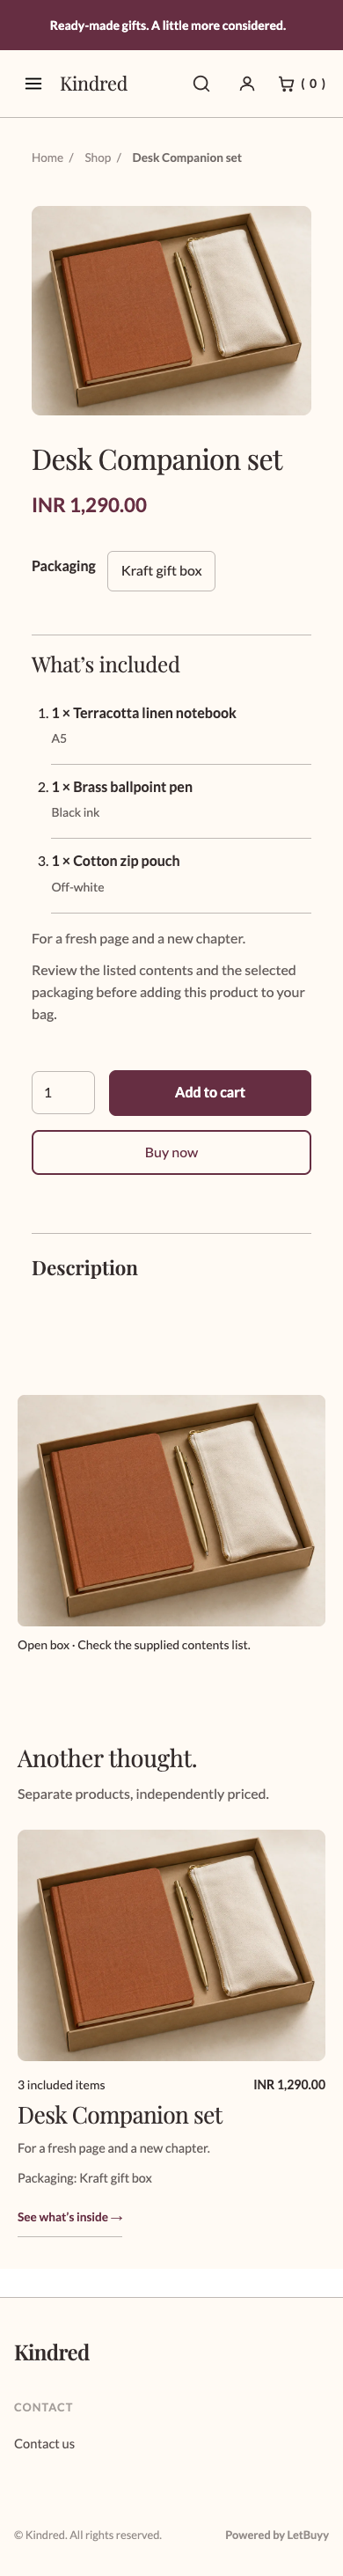 Ready-made gifts. A little more considered.
Kindred
( 0 )
Home / Shop / Desk Companion set
Desk Companion set
INR 1,290.00
Packaging
Kraft gift box
What’s included
1. 1 × Terracotta linen notebook
A5
2. 1 × Brass ballpoint pen
Black ink
3. 1 × Cotton zip pouch
Off-white
For a fresh page and a new chapter.
Review the listed contents and the selected
packaging before adding this product to your
bag.
1
Add to cart
Buy now
Description
Open box · Check the supplied contents list.
Another thought.
Separate products, independently priced.
3 included items
INR 1,290.00
Desk Companion set
For a fresh page and a new chapter.
Packaging: Kraft gift box
See what’s inside →
Kindred
CONTACT
Contact us
© Kindred. All rights reserved.
Powered by LetBuyy